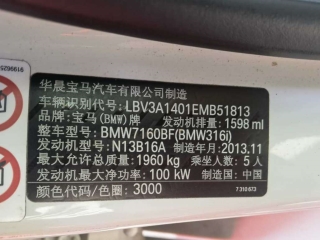 华晨宝马汽车有限公司制造
车辆识别代号: LBV3A1401EMB51813
品牌: 宝马(BMW)牌 发动机排量: 1598 ml
整车型号: BMW7160BF(BMW316i)
发动机型号: N13B16A 制造年月: 2013.11
最大允许总质量: 1960 kg 乘坐人数: 5 人
发动机最大净功率: 100 kW 制造国: 中国
颜色代码/色圈: 3000
7 310 673